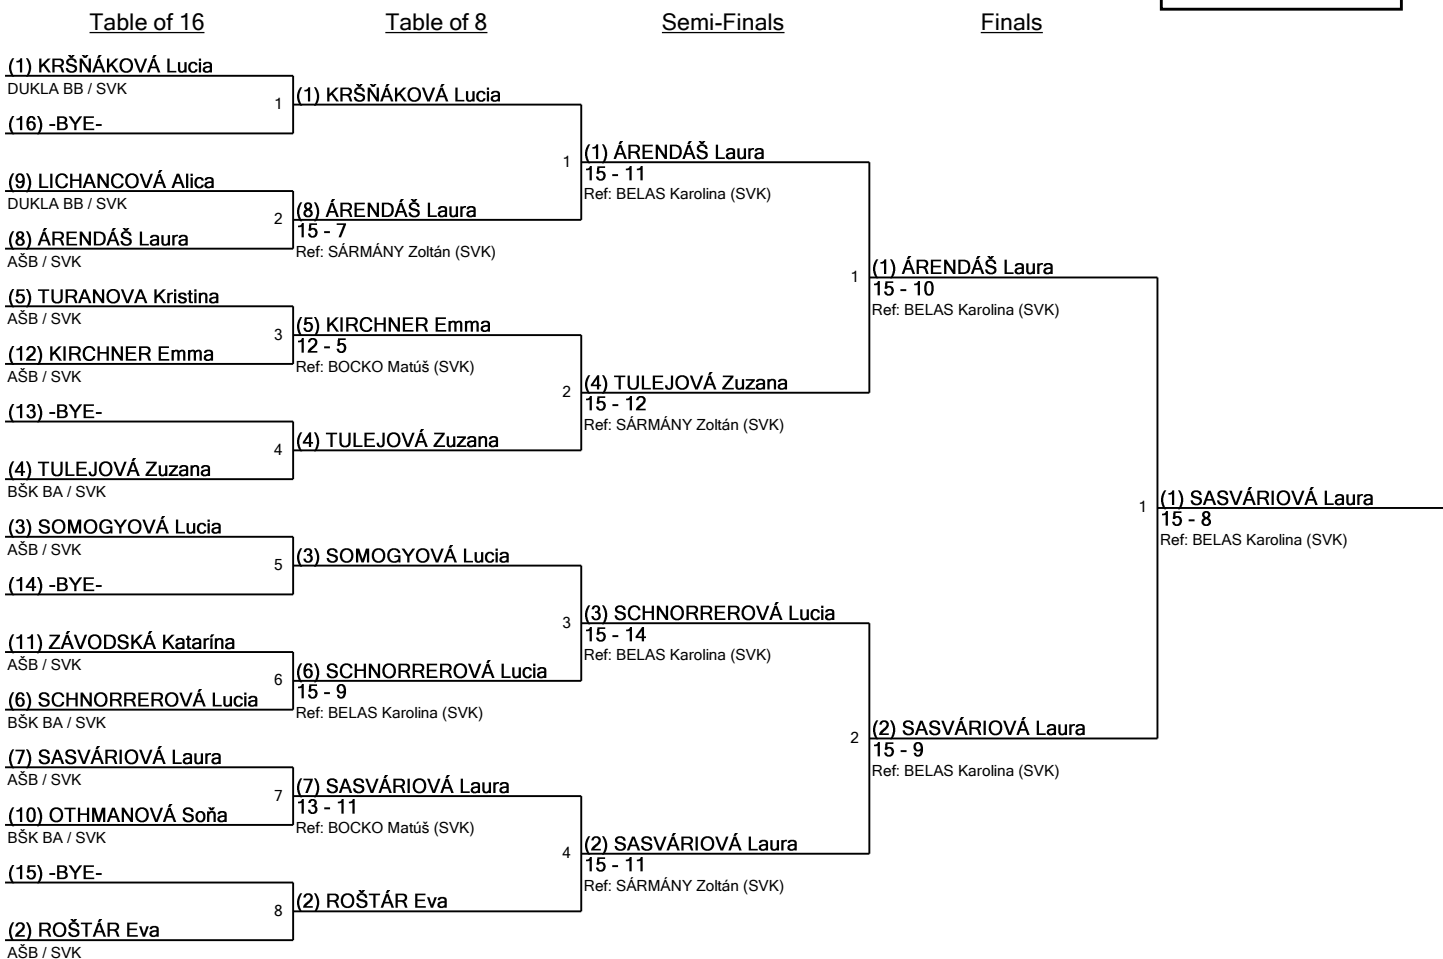 Table of 16
Table of 8
Semi-Finals
Finals
(1) KRŠŇÁKOVÁ Lucia
DUKLA BB / SVK
1
(16) -BYE-
(9) LICHANCOVÁ Alica
DUKLA BB / SVK
2
(8) ÁRENDÁŠ Laura
AŠB / SVK
(5) TURANOVA Kristina
AŠB / SVK
3
(12) KIRCHNER Emma
AŠB / SVK
(13) -BYE-
4
(4) TULEJOVÁ Zuzana
BŠK BA / SVK
(3) SOMOGYOVÁ Lucia
AŠB / SVK
5
(14) -BYE-
(11) ZÁVODSKÁ Katarína
AŠB / SVK
6
(6) SCHNORREROVÁ Lucia
BŠK BA / SVK
(7) SASVÁRIOVÁ Laura
AŠB / SVK
7
(10) OTHMANOVÁ Soňa
BŠK BA / SVK
(15) -BYE-
8
(2) ROŠTÁR Eva
AŠB / SVK
(1) KRŠŇÁKOVÁ Lucia
1
(8) ÁRENDÁŠ Laura
15 - 7
Ref: SÁRMÁNY Zoltán (SVK)
(5) KIRCHNER Emma
12 - 5
Ref: BOCKO Matúš (SVK)
2
(4) TULEJOVÁ Zuzana
(3) SOMOGYOVÁ Lucia
3
(6) SCHNORREROVÁ Lucia
15 - 9
Ref: BELAS Karolina (SVK)
(7) SASVÁRIOVÁ Laura
13 - 11
Ref: BOCKO Matúš (SVK)
4
(2) ROŠTÁR Eva
(1) ÁRENDÁŠ Laura
15 - 11
Ref: BELAS Karolina (SVK)
1
(4) TULEJOVÁ Zuzana
15 - 12
Ref: SÁRMÁNY Zoltán (SVK)
(3) SCHNORREROVÁ Lucia
15 - 14
Ref: BELAS Karolina (SVK)
2
(2) SASVÁRIOVÁ Laura
15 - 11
Ref: SÁRMÁNY Zoltán (SVK)
(1) ÁRENDÁŠ Laura
15 - 10
Ref: BELAS Karolina (SVK)
1
(2) SASVÁRIOVÁ Laura
15 - 9
Ref: BELAS Karolina (SVK)
(1) SASVÁRIOVÁ Laura
15 - 8
Ref: BELAS Karolina (SVK)